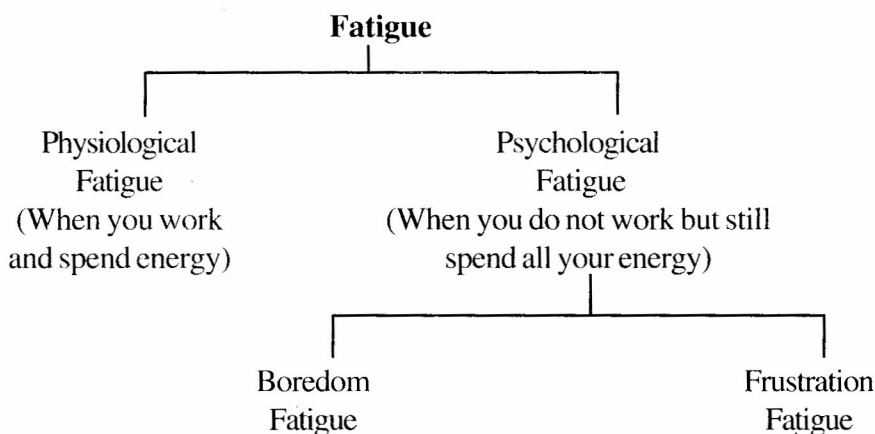 Fatigue
Physiological
Fatigue
(When you work
and spend energy)
Psychological
Fatigue
(When you do not work but still
spend all your energy)
Boredom
Fatigue
Frustration
Fatigue